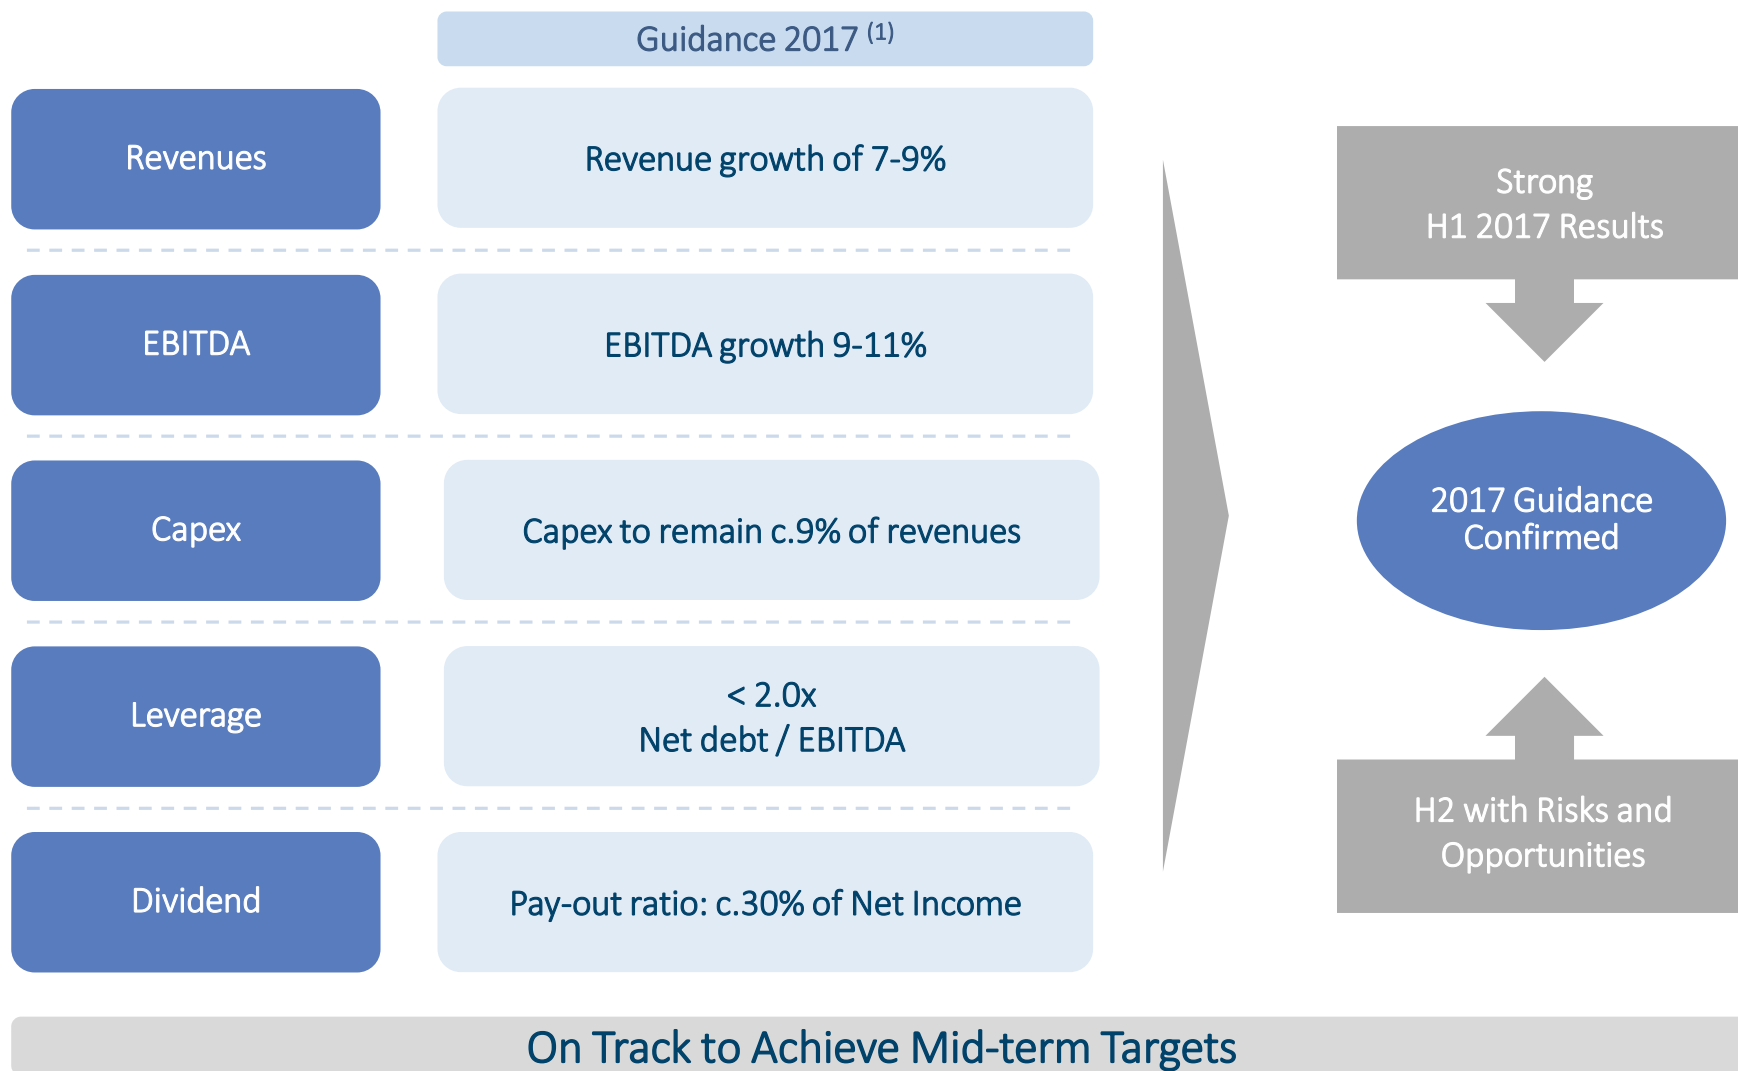 Guidance 2017 (1)
Revenues
Revenue growth of 7-9%
EBITDA
EBITDA growth 9-11%
Capex
Capex to remain c.9% of revenues
Leverage
< 2.0x
Net debt / EBITDA
Dividend
Pay-out ratio: c.30% of Net Income
Strong
H1 2017 Results
2017 Guidance
Confirmed
H2 with Risks and
Opportunities
On Track to Achieve Mid-term Targets